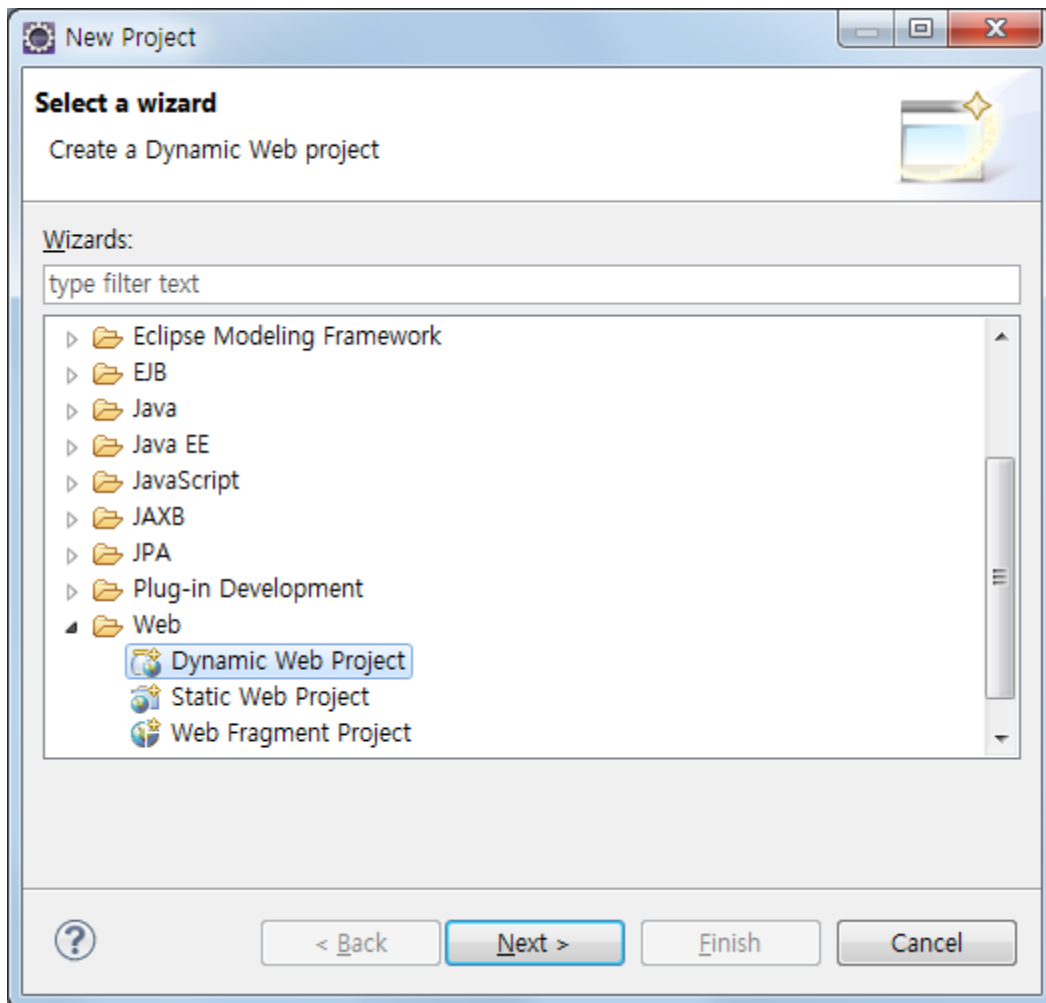 New Project
Select a wizard
Create a Dynamic Web project
Wizards:
type filter text
Eclipse Modeling Framework
EJB
Java
Java EE
JavaScript
JAXB
JPA
Plug-in Development
Web
Dynamic Web Project
Static Web Project
Web Fragment Project
? < Back Next > Finish Cancel